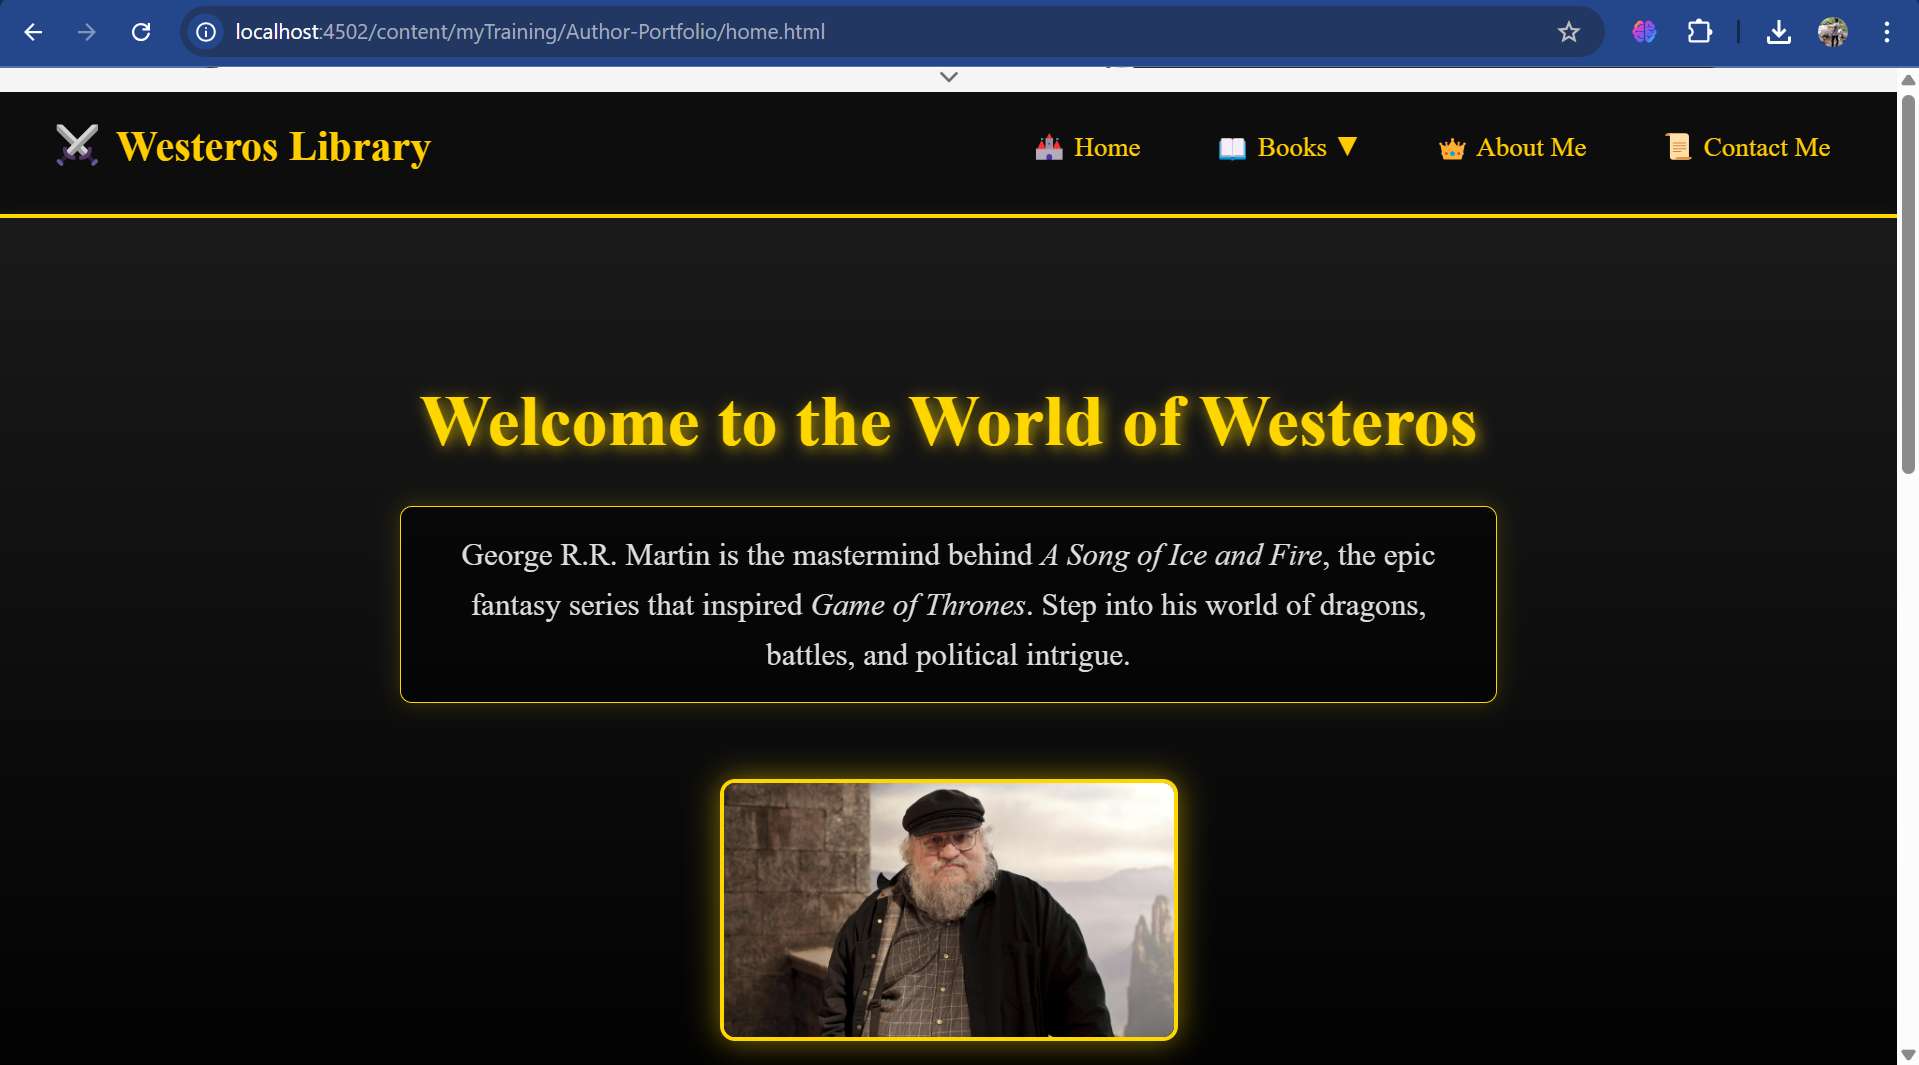 localhost:4502/content/myTraining/Author-Portfolio/home.html
Westeros Library
Home
Books ▼
About Me
Contact Me
Welcome to the World of Westeros
George R.R. Martin is the mastermind behind A Song of Ice and Fire, the epic
fantasy series that inspired Game of Thrones. Step into his world of dragons,
battles, and political intrigue.